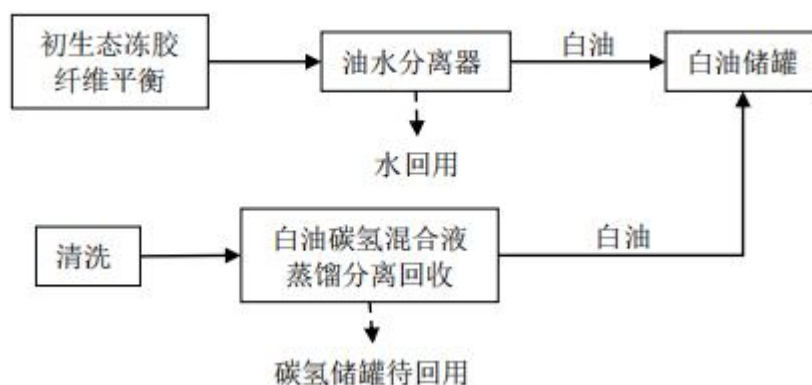 初生态冻胶
纤维平衡
油水分离器
白油
白油储罐
水回用
清洗
白油碳氢混合液
蒸馏分离回收
白油
碳氢储罐待回用